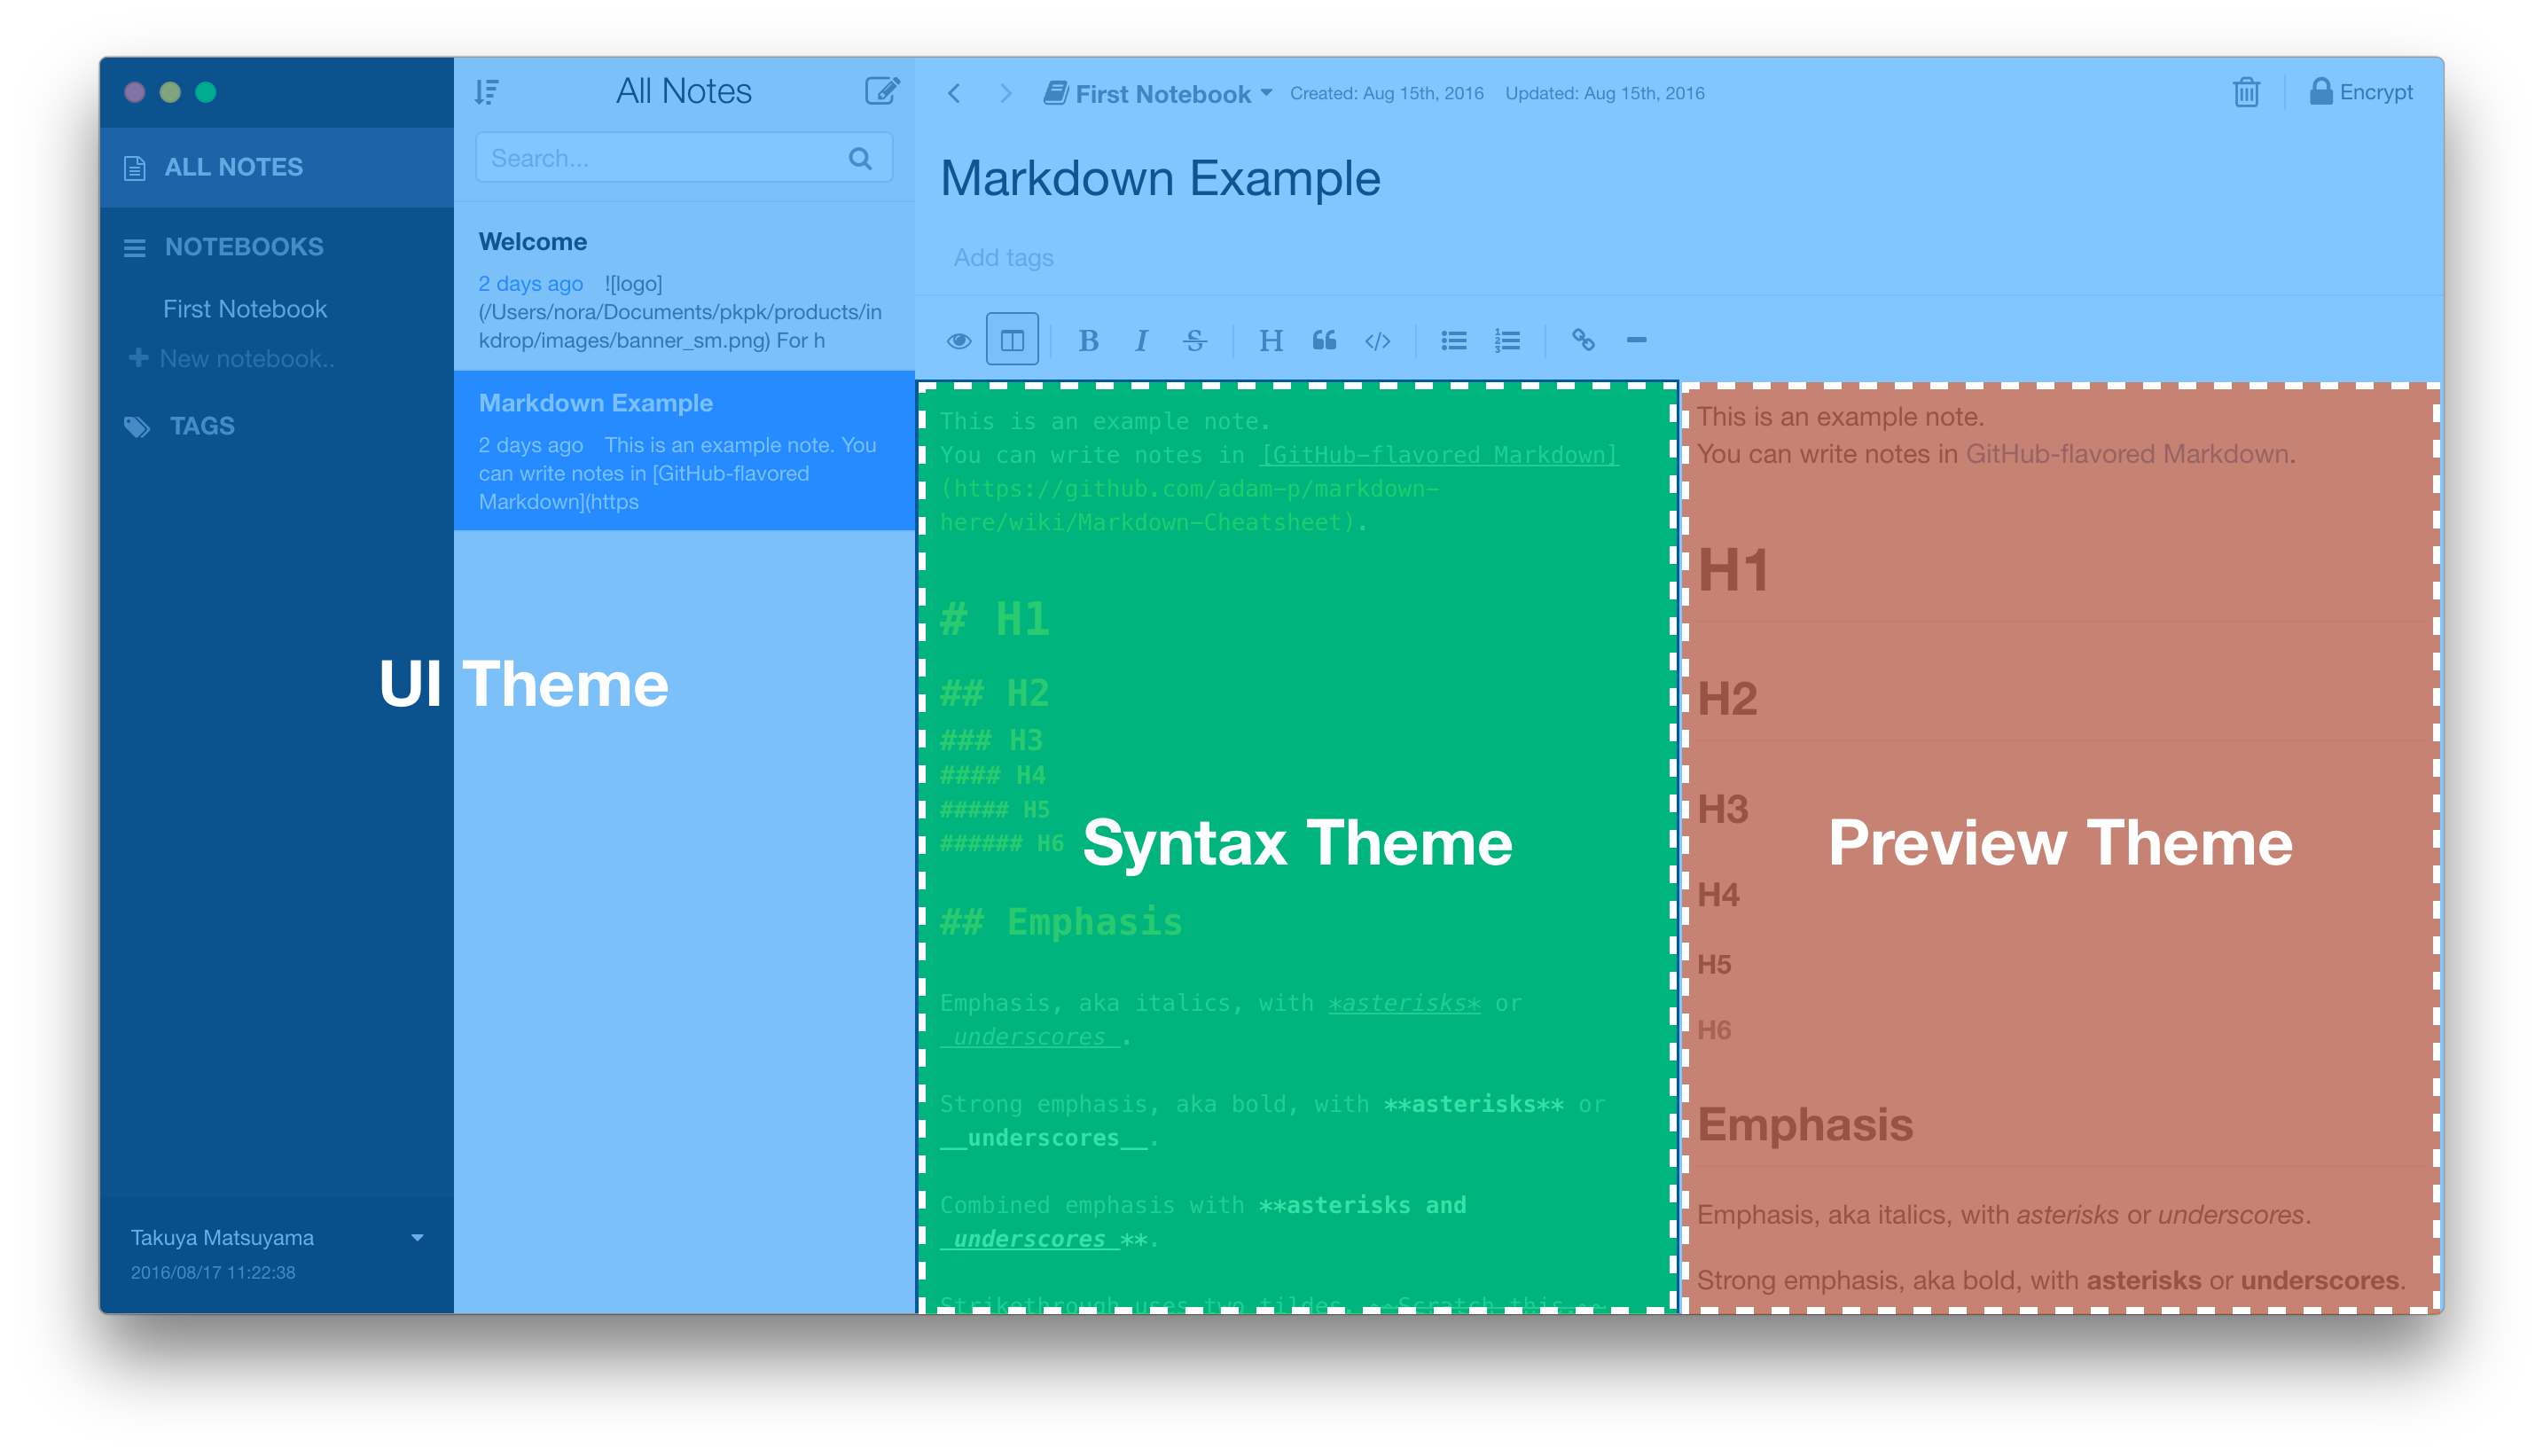 ALL NOTES
NOTEBOOKS
First Notebook
New notebook..
TAGS
Takuya Matsuyama
2016/08/17 11:22:38
All Notes
Search...
Welcome
2 days ago ![logo]
(/Users/nora/Documents/pkpk/products/in
kdrop/images/banner_sm.png) For h
Markdown Example
2 days ago This is an example note. You
can write notes in [GitHub-flavored
Markdown](https
UI Theme
First Notebook Created: Aug 15th, 2016 Updated: Aug 15th, 2016
Encrypt
Markdown Example
Add tags
B I S H </>
This is an example note.
You can write notes in [GitHub-flavored Markdown]
(https://github.com/adam-p/markdown-
here/wiki/Markdown-Cheatsheet).
# H1
## H2
### H3
#### H4
##### H5
###### H6
Syntax Theme
## Emphasis
Emphasis, aka italics, with *asterisks* or
_underscores_.
Strong emphasis, aka bold, with **asterisks** or
__underscores__.
Combined emphasis with **asterisks and
_underscores_**.
Strikethrough uses two tildes. ~~Scratch this.~~
This is an example note.
You can write notes in GitHub-flavored Markdown.
H1
H2
H3
Preview Theme
H4
H5
H6
Emphasis
Emphasis, aka italics, with asterisks or underscores.
Strong emphasis, aka bold, with asterisks or underscores.